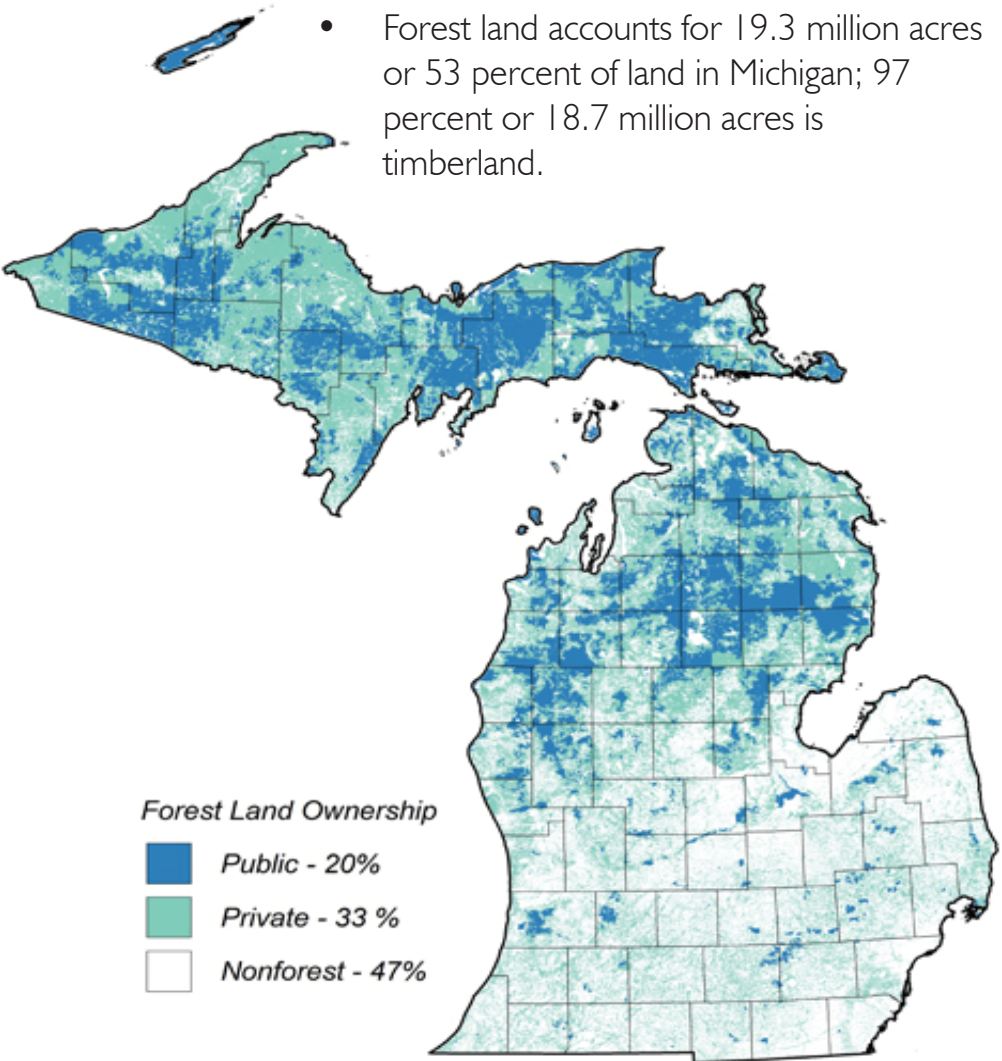 • Forest land accounts for 19.3 million acres
or 53 percent of land in Michigan; 97
percent or 18.7 million acres is
timberland.
Forest Land Ownership
Public - 20%
Private - 33 %
Nonforest - 47%